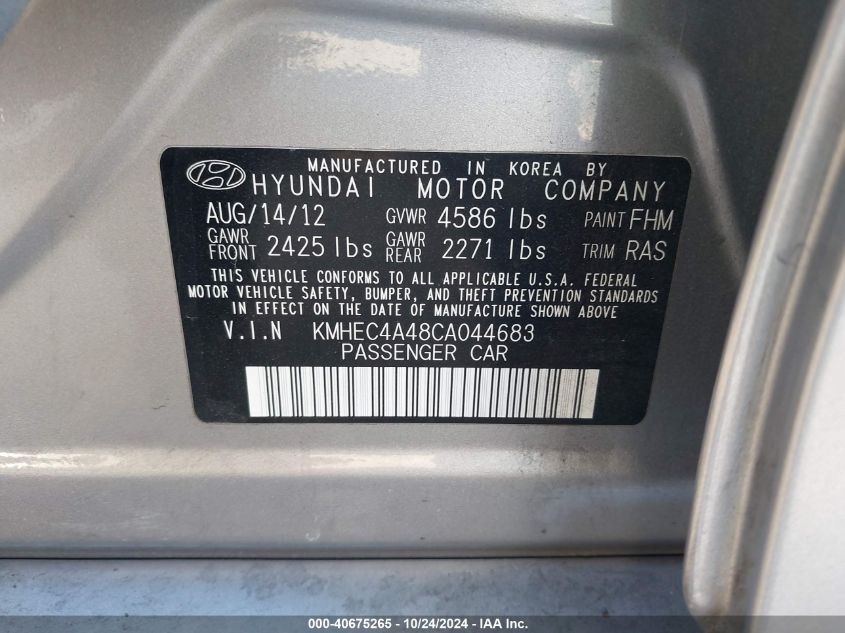 MANUFACTURED IN KOREA BY
HYUNDAI MOTOR COMPANY
AUG/14/12 GVWR 4586 lbs PAINT FHM
GAWR FRONT 2425 lbs GAWR REAR 2271 lbs TRIM RAS
THIS VEHICLE CONFORMS TO ALL APPLICABLE U.S.A. FEDERAL
MOTOR VEHICLE SAFETY, BUMPER, AND THEFT PREVENTION STANDARDS
IN EFFECT ON THE DATE OF MANUFACTURE SHOWN ABOVE
V.I.N KMHEC4A48CA044683
PASSENGER CAR
000-40675265 - 10/24/2024 - IAA Inc.